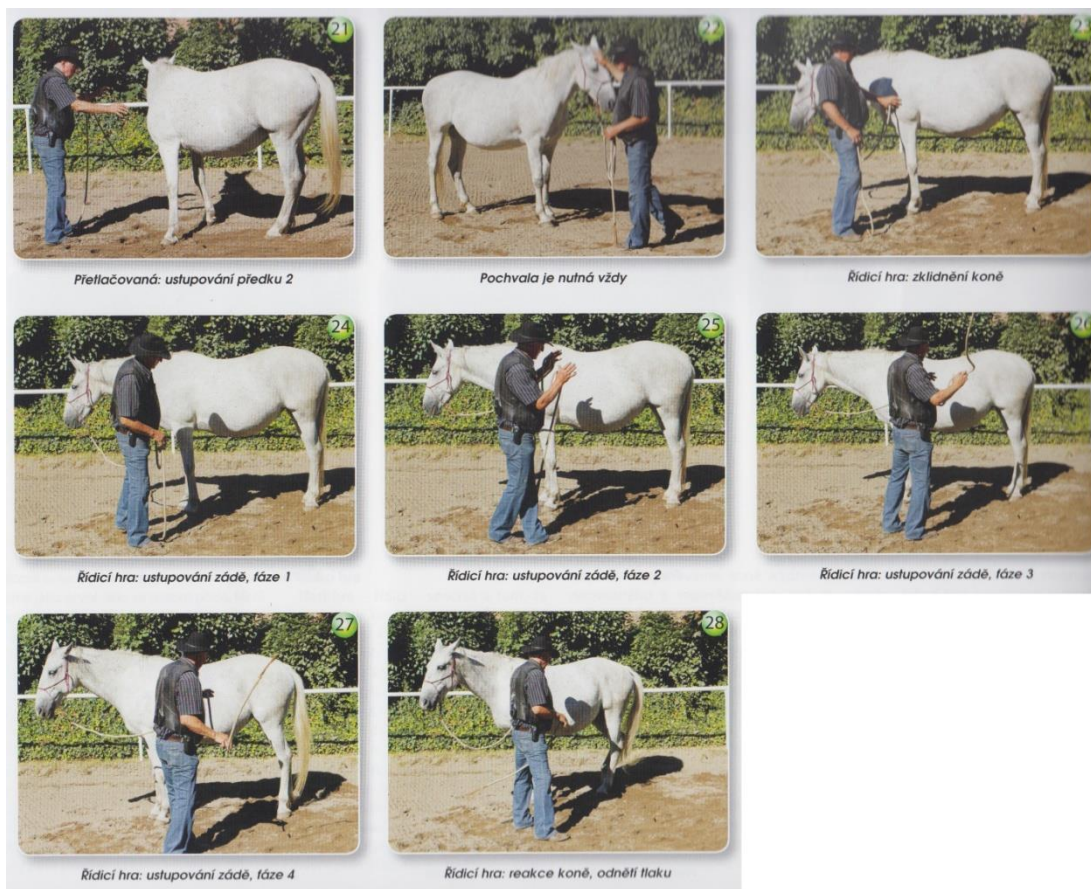 21
22
Přetlačovaná: ustupování předku 2
Pochvala je nutná vždy
Řídicí hra: zklidnění koně
24
25
Řídicí hra: ustupování zádě, fáze 1
Řídicí hra: ustupování zádě, fáze 2
Řídicí hra: ustupování zádě, fáze 3
27
28
Řídicí hra: ustupování zádě, fáze 4
Řídicí hra: reakce koně, odnětí tlaku